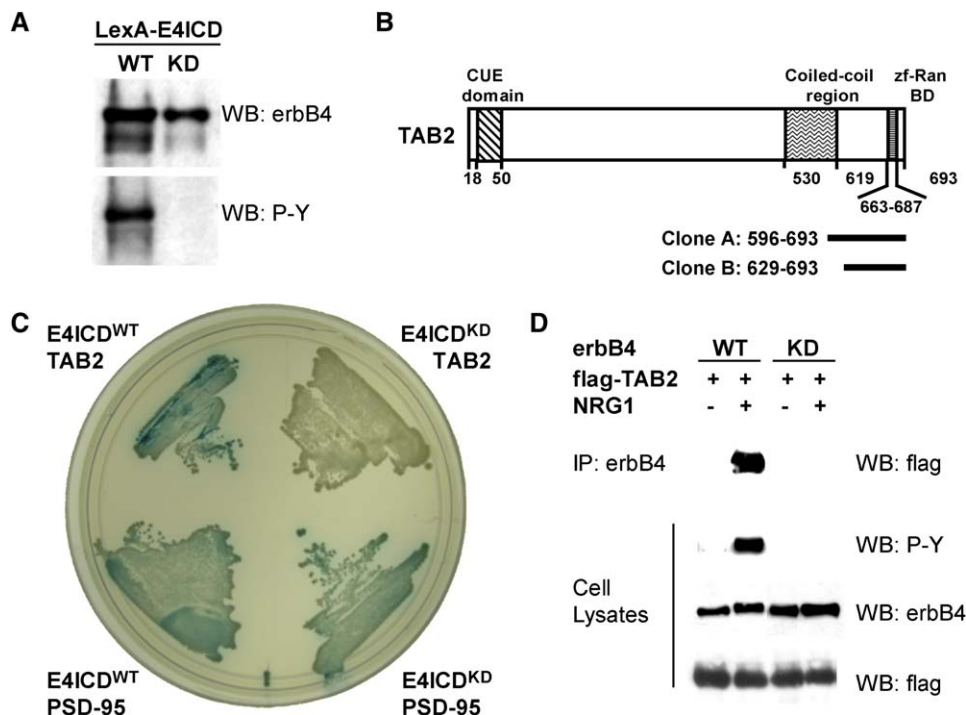 A
LexA-E4ICD
WT KD
WB: erbB4
WB: P-Y
B
CUE
domain
Coiled-coil
region
zf-Ran
BD
TAB2
18 50 530 619 693
663-687
Clone A: 596-693
Clone B: 629-693
C
E4ICDWT
TAB2
E4ICDKD
TAB2
E4ICDWT
PSD-95
E4ICDKD
PSD-95
D
erbB4 WT KD
flag-TAB2 + + + +
NRG1 - + - +
IP: erbB4 WB: flag
WB: P-Y
Cell
Lysates
WB: erbB4
WB: flag